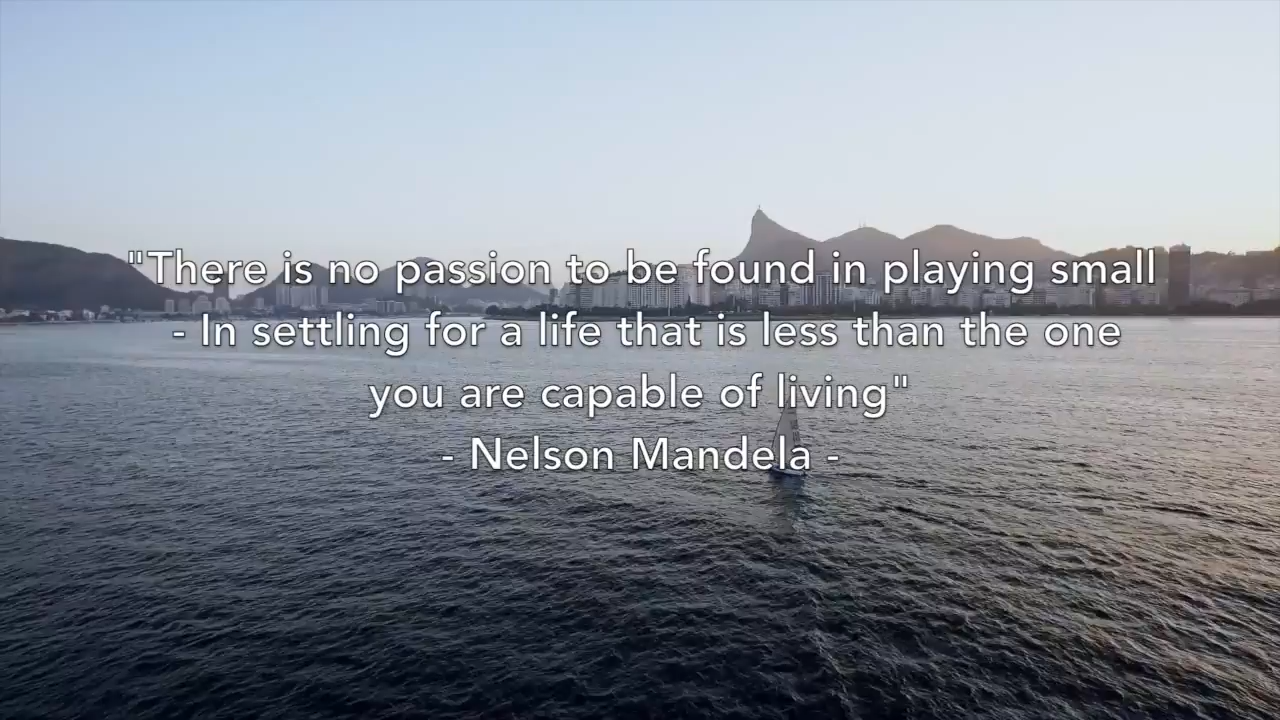 "There is no passion to be found in playing small
- In settling for a life that is less than the one
you are capable of living"
- Nelson Mandela -